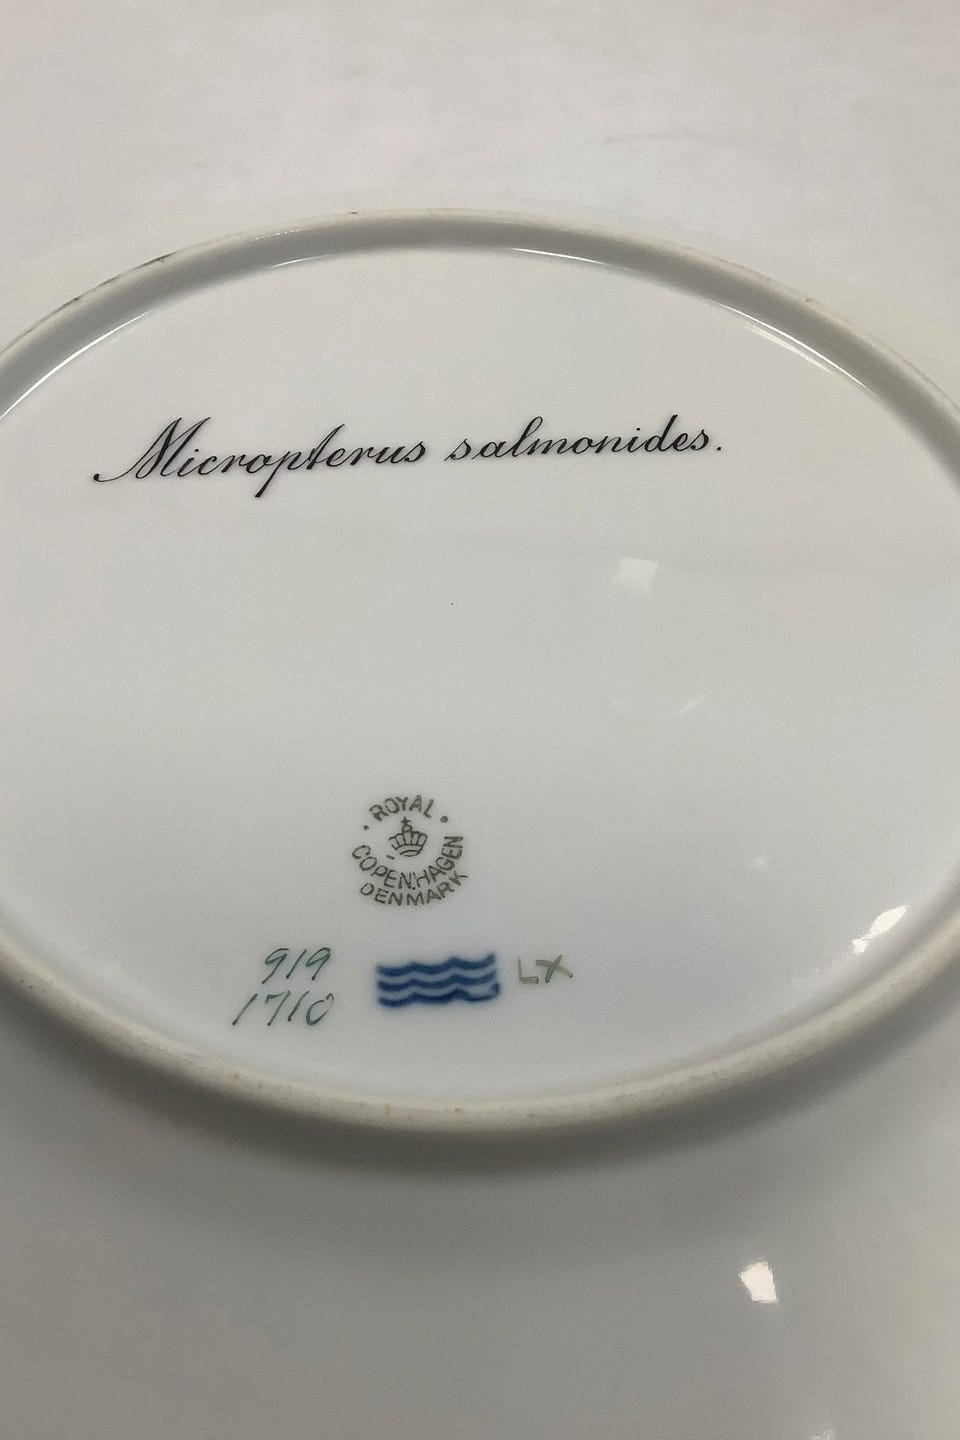 Micropterus salmonides.
ROYAL
COPENHAGEN
DENMARK
919
1710
LX